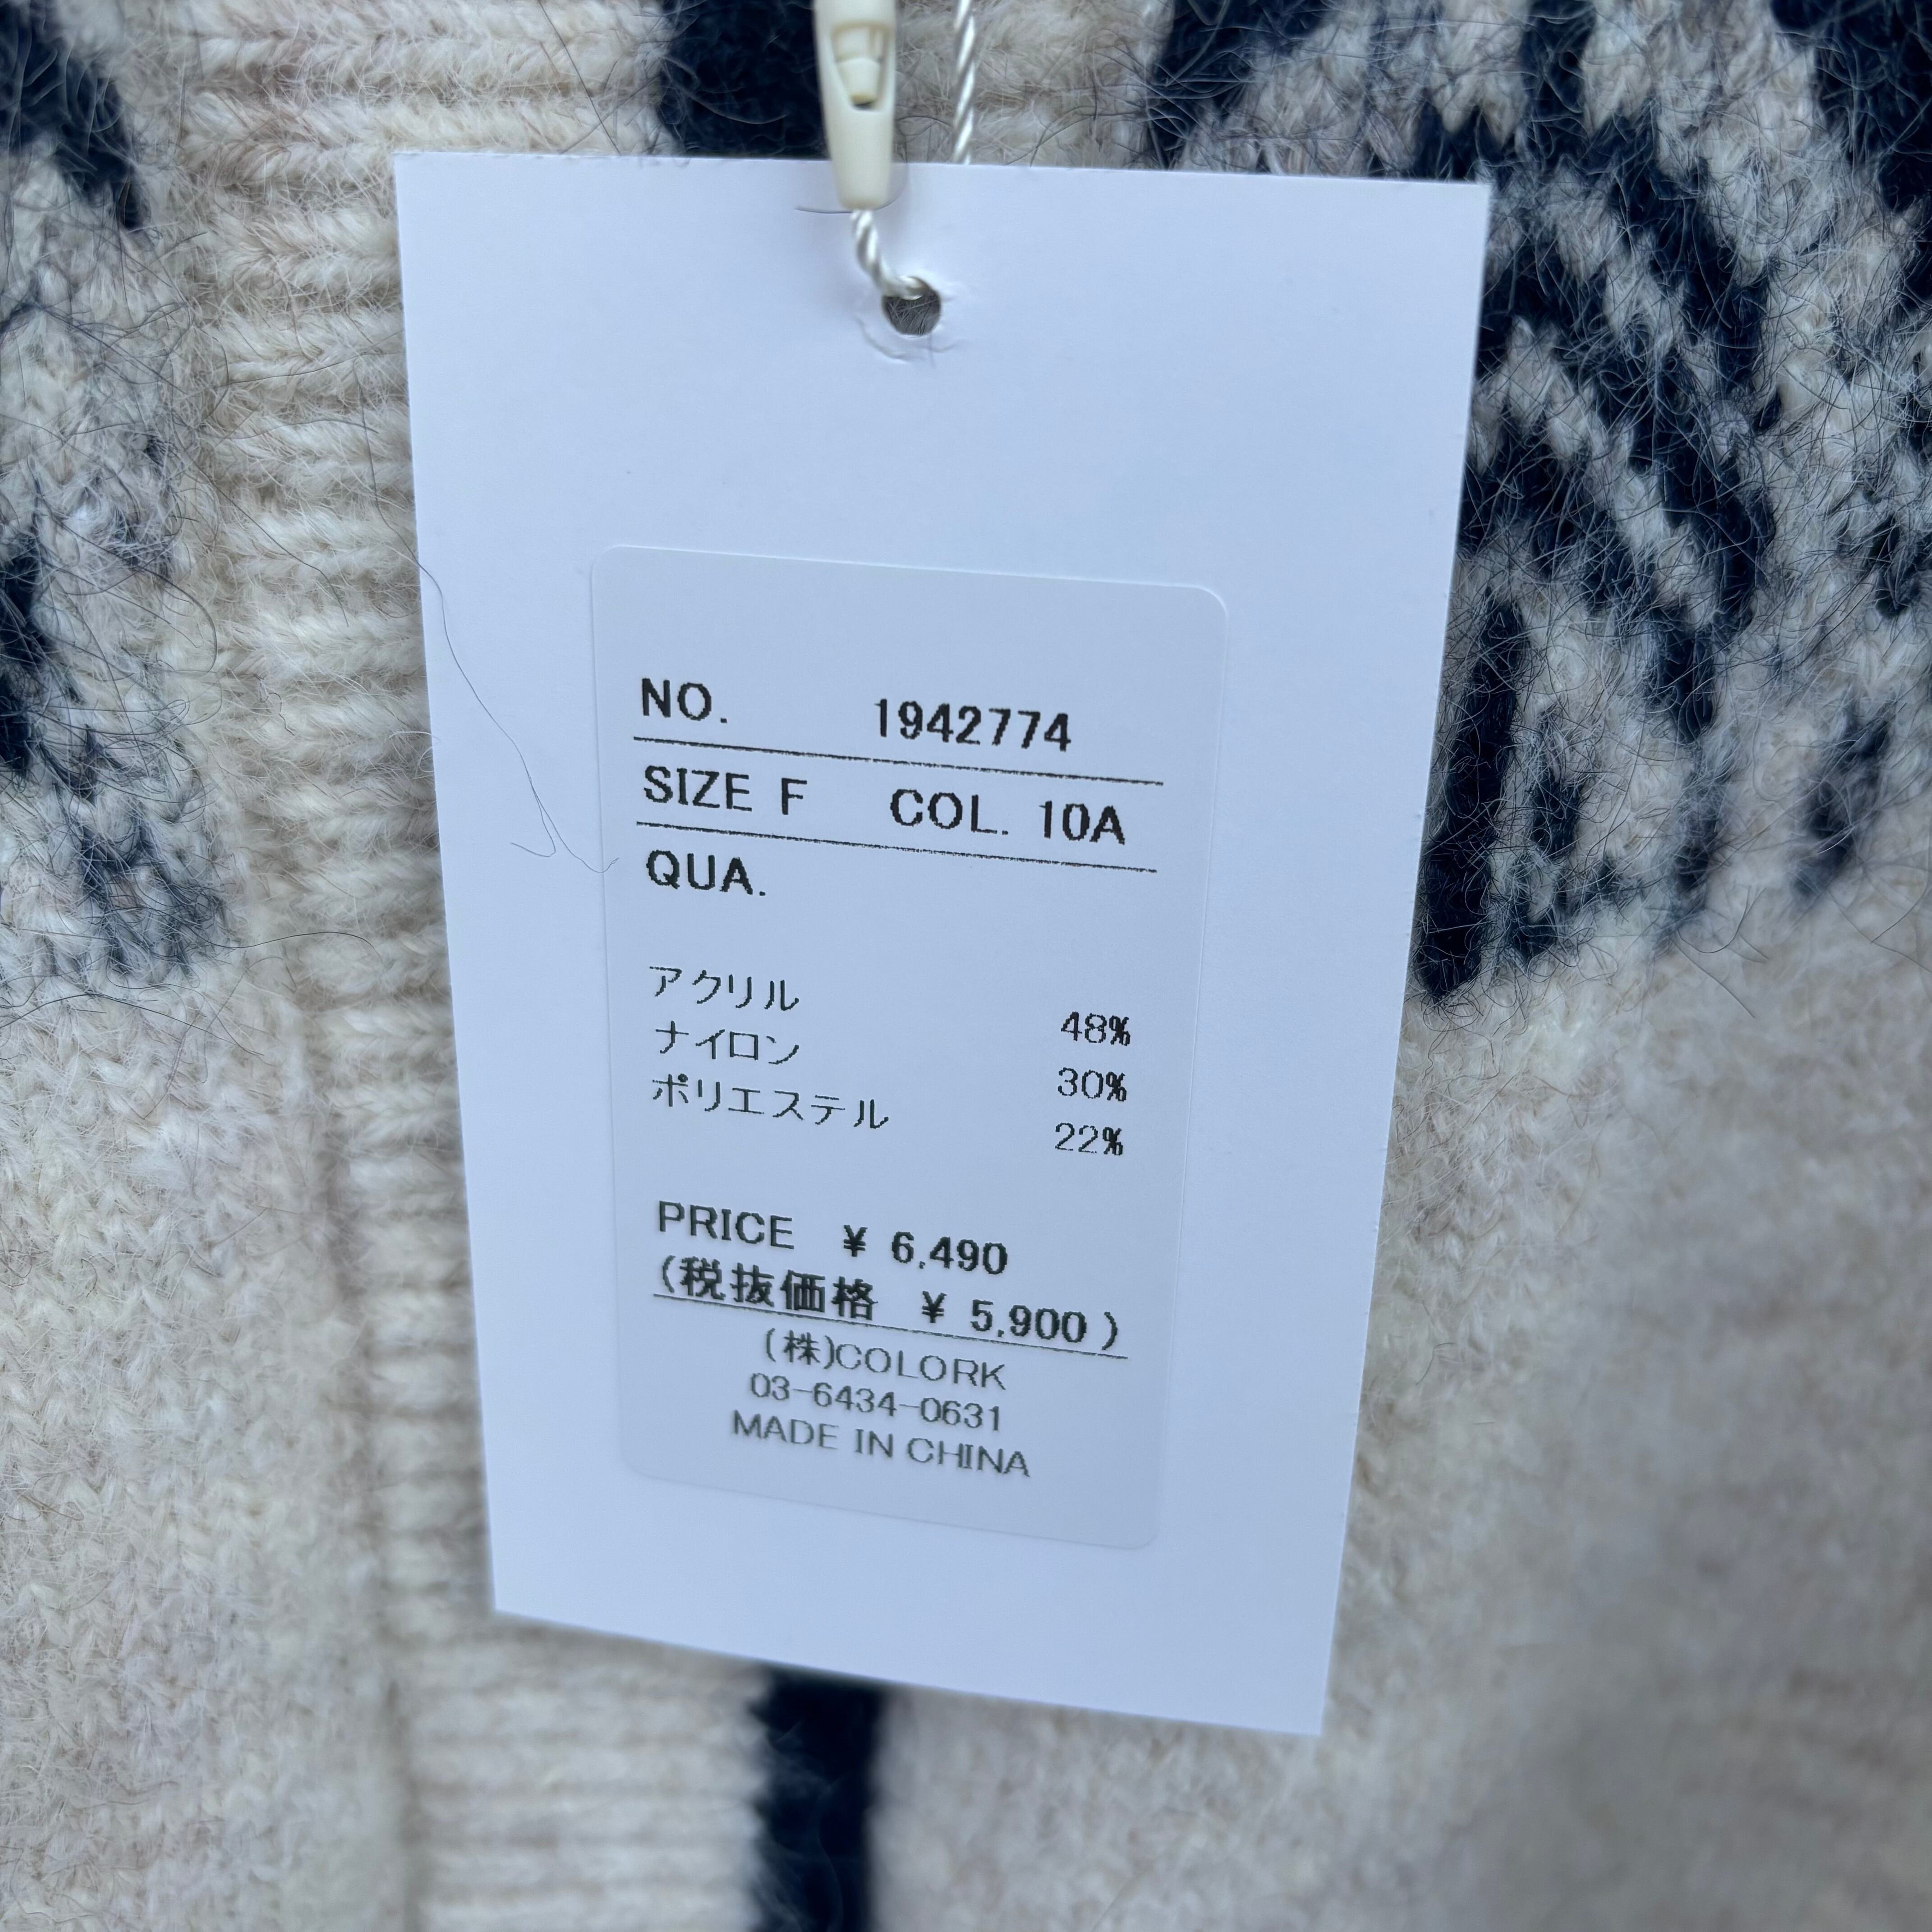 NO. 1942774
SIZE F COL. 10A
QUA.
アクリル 48%
ナイロン 30%
ポリエステル 22%
PRICE ¥ 6,490
(税抜価格 ¥ 5,900)
(株)COLORK
03-6434-0631
MADE IN CHINA